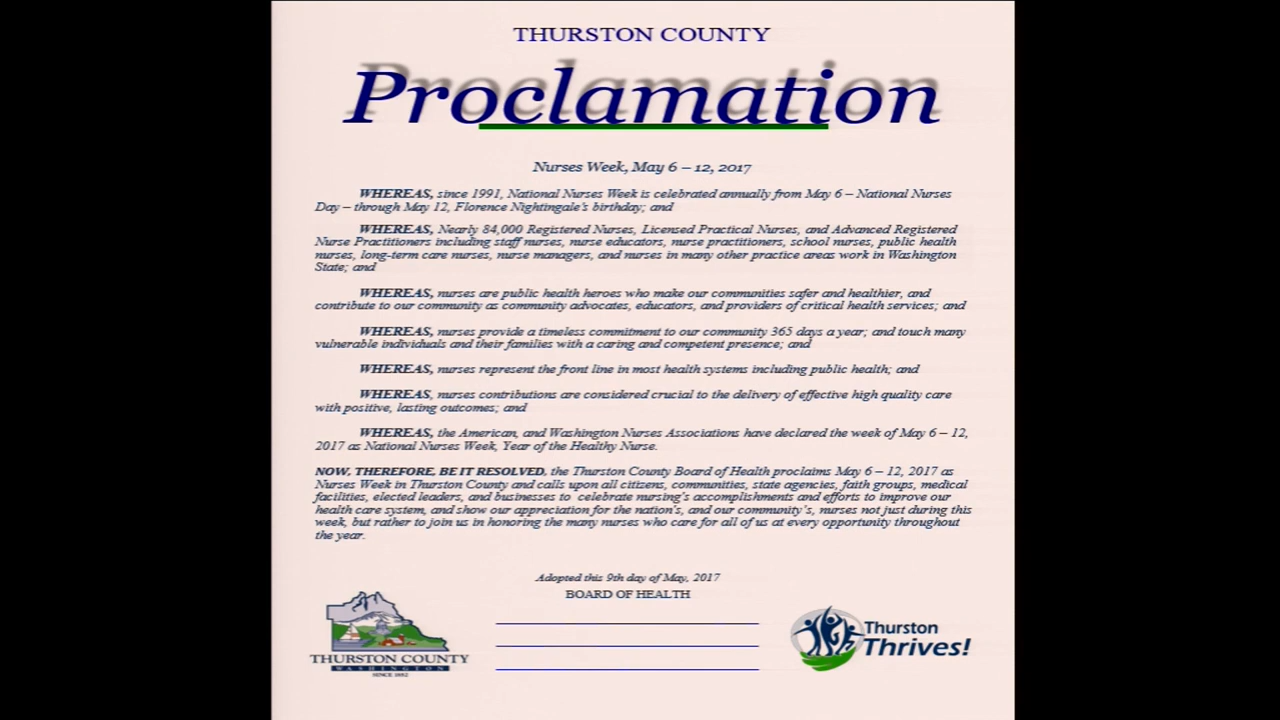 THURSTON COUNTY
Proclamation
Nurses Week, May 6 – 12, 2017
WHEREAS, since 1991, National Nurses Week is celebrated annually from May 6 – National Nurses
Day – through May 12, Florence Nightingale's birthday; and
WHEREAS, Nearly 84,000 Registered Nurses, Licensed Practical Nurses, and Advanced Registered
Nurse Practitioners including staff nurses, nurse educators, nurse practitioners, school nurses, public health
nurses, long-term care nurses, nurse managers, and nurses in many other practice areas work in Washington
State; and
WHEREAS, nurses are public health heroes who make our communities safer and healthier, and
contribute to our community as community advocates, educators, and providers of critical health services; and
WHEREAS, nurses provide a timeless commitment to our community 365 days a year; and touch many
vulnerable individuals and their families with a caring and competent presence; and
WHEREAS, nurses represent the front line in most health systems including public health; and
WHEREAS, nurses contributions are considered crucial to the delivery of effective high quality care
with positive, lasting outcomes; and
WHEREAS, the American, and Washington Nurses Associations have declared the week of May 6 – 12,
2017 as National Nurses Week, Year of the Healthy Nurse.
NOW, THEREFORE, BE IT RESOLVED, the Thurston County Board of Health proclaims May 6 – 12, 2017 as
Nurses Week in Thurston County and calls upon all citizens, communities, state agencies, faith groups, medical
facilities, elected leaders, and businesses to celebrate nursing's accomplishments and efforts to improve our
health care system, and show our appreciation for the nation's, and our community's, nurses not just during this
week, but rather to join us in honoring the many nurses who care for all of us at every opportunity throughout
the year.
Adopted this 9th day of May, 2017
BOARD OF HEALTH
THURSTON COUNTY
WASHINGTON
SINCE 1852
Thurston
Thrives!